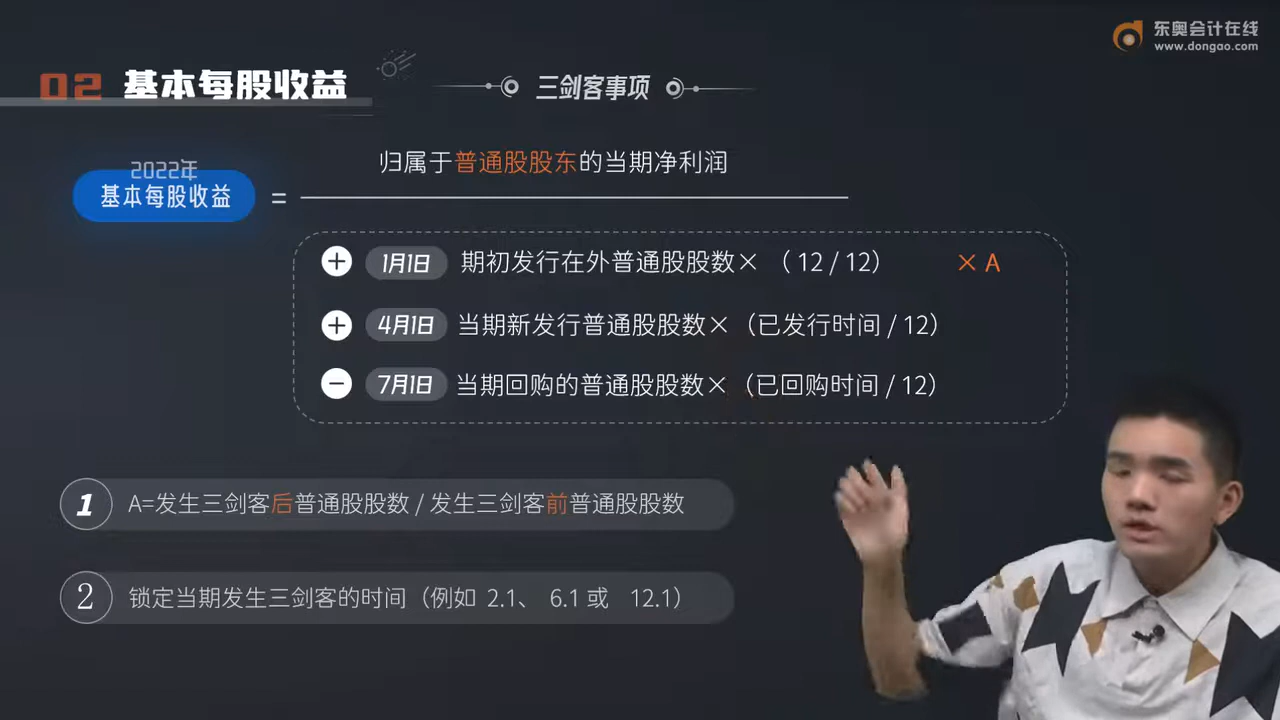 东奥会计在线
www.dongao.com
02 基本每股收益
三剑客事项
归属于普通股股东的当期净利润
2022年
基本每股收益 =
+ 1月1日 期初发行在外普通股股数×（12 / 12） × A
+ 4月1日 当期新发行普通股股数×（已发行时间 / 12）
− 7月1日 当期回购的普通股股数×（已回购时间 / 12）
1 A=发生三剑客后普通股股数 / 发生三剑客前普通股股数
2 锁定当期发生三剑客的时间（例如 2.1、 6.1 或 12.1）